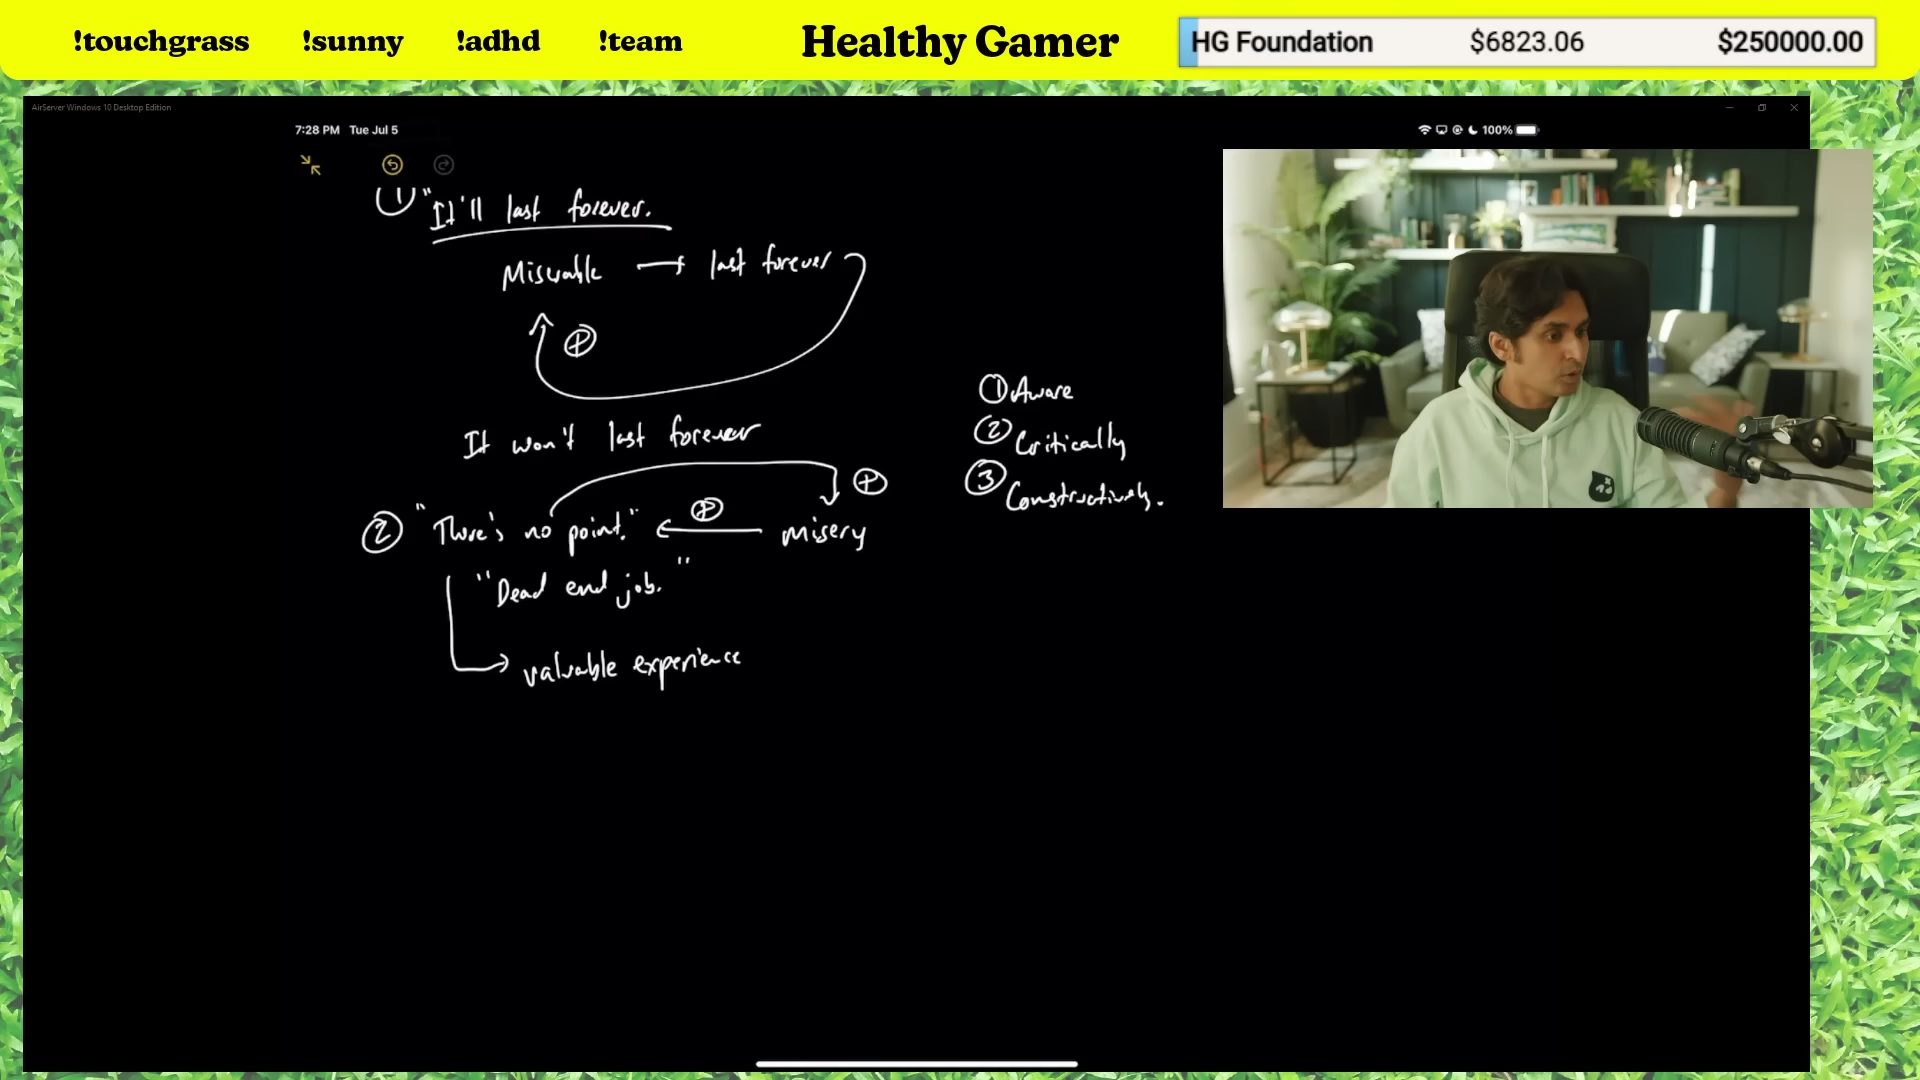 !touchgrass !sunny !adhd !team Healthy Gamer HG Foundation $6823.06 $250000.00
AirServer Windows 10 Desktop Edition
7:28 PM Tue Jul 5 100%
① "It'll last forever.
Miserable → last forever
+
It won't last forever
+
② "There's no point." ← + misery
"Dead end job."
→ valuable experience
① Aware
② Critically
③ Constructively.